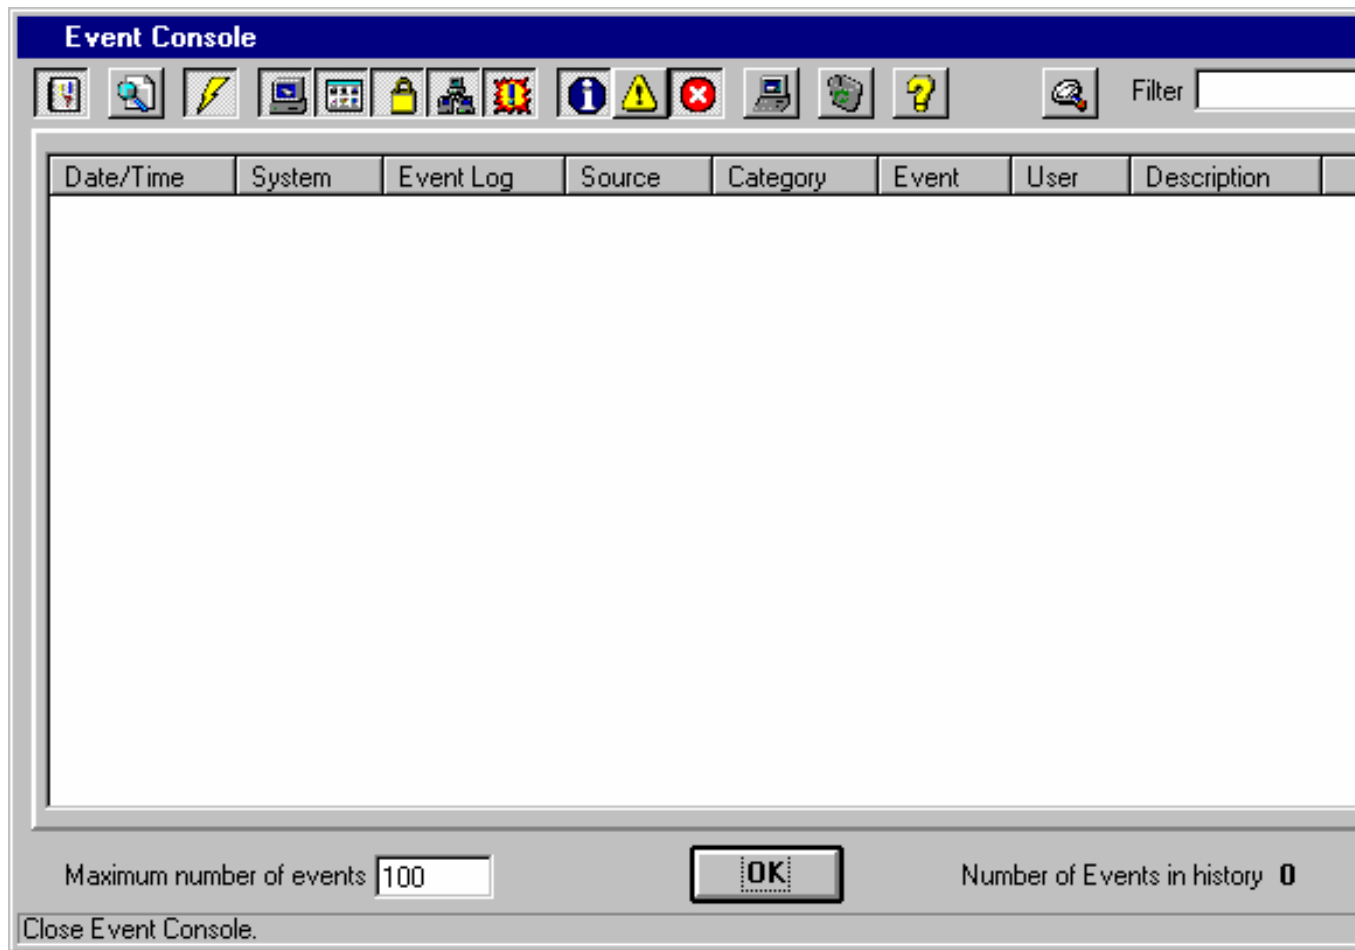 Event Console
Filter
Date/Time System Event Log Source Category Event User Description
Maximum number of events 100 OK Number of Events in history 0
Close Event Console.